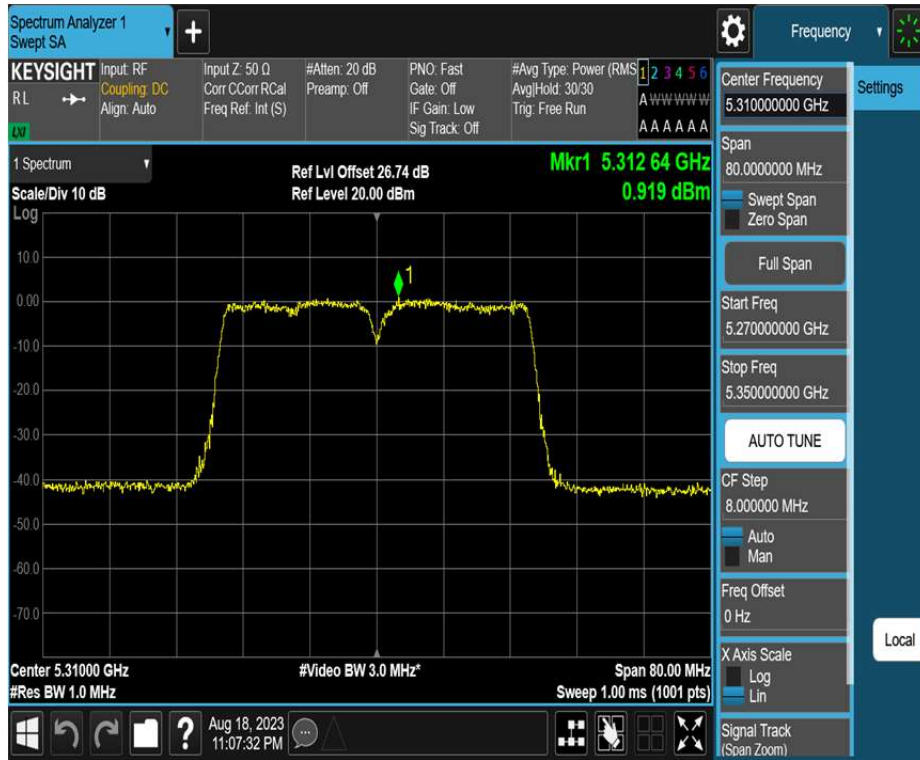 Spectrum Analyzer 1
Swept SA
+
Frequency
KEYSIGHT
RL
LXI
Input: RF
Coupling: DC
Align: Auto
Input Z: 50 Ω
Corr CCorr RCal
Freq Ref: Int (S)
#Atten: 20 dB
Preamp: Off
PNO: Fast
Gate: Off
IF Gain: Low
Sig Track: Off
#Avg Type: Power (RMS
Avg|Hold: 30/30
Trig: Free Run
1 2 3 4 5 6
A W W W W W
A A A A A A
1 Spectrum
Scale/Div 10 dB
Log
Ref Lvl Offset 26.74 dB
Ref Level 20.00 dBm
Mkr1 5.312 64 GHz
0.919 dBm
10.0
0.00
-10.0
-20.0
-30.0
-40.0
-50.0
-60.0
-70.0
1
Center 5.31000 GHz
#Res BW 1.0 MHz
#Video BW 3.0 MHz*
Span 80.00 MHz
Sweep 1.00 ms (1001 pts)
?
Aug 18, 2023
11:07:32 PM
Center Frequency
5.310000000 GHz
Span
80.0000000 MHz
Swept Span
Zero Span
Full Span
Start Freq
5.270000000 GHz
Stop Freq
5.350000000 GHz
AUTO TUNE
CF Step
8.000000 MHz
Auto
Man
Freq Offset
0 Hz
X Axis Scale
Log
Lin
Signal Track
(Span Zoom)
Settings
Local